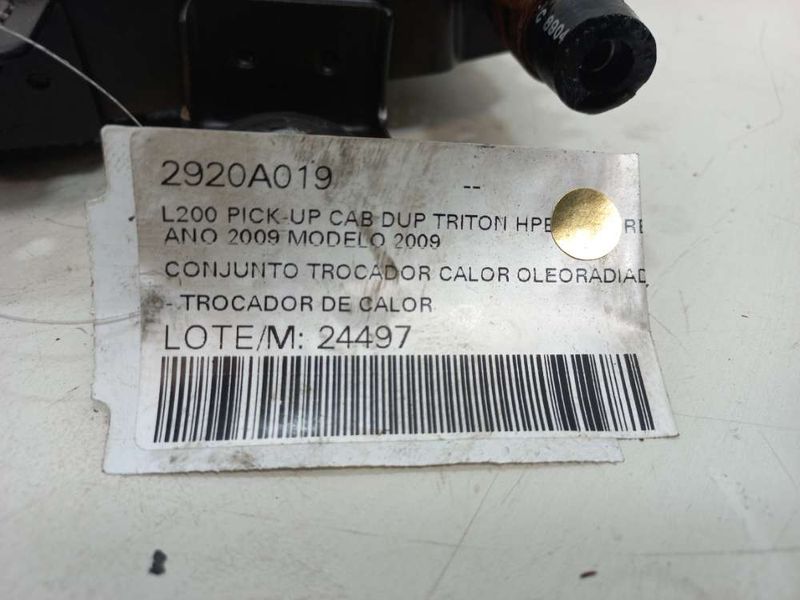 C 8904
2920A019 --
L200 PICK-UP CAB DUP TRITON
ANO 2009 MODELO 2009
CONJUNTO TROCADOR CALOR OLEORADIAD
- TROCADOR DE CALOR
LOTE/M: 24497